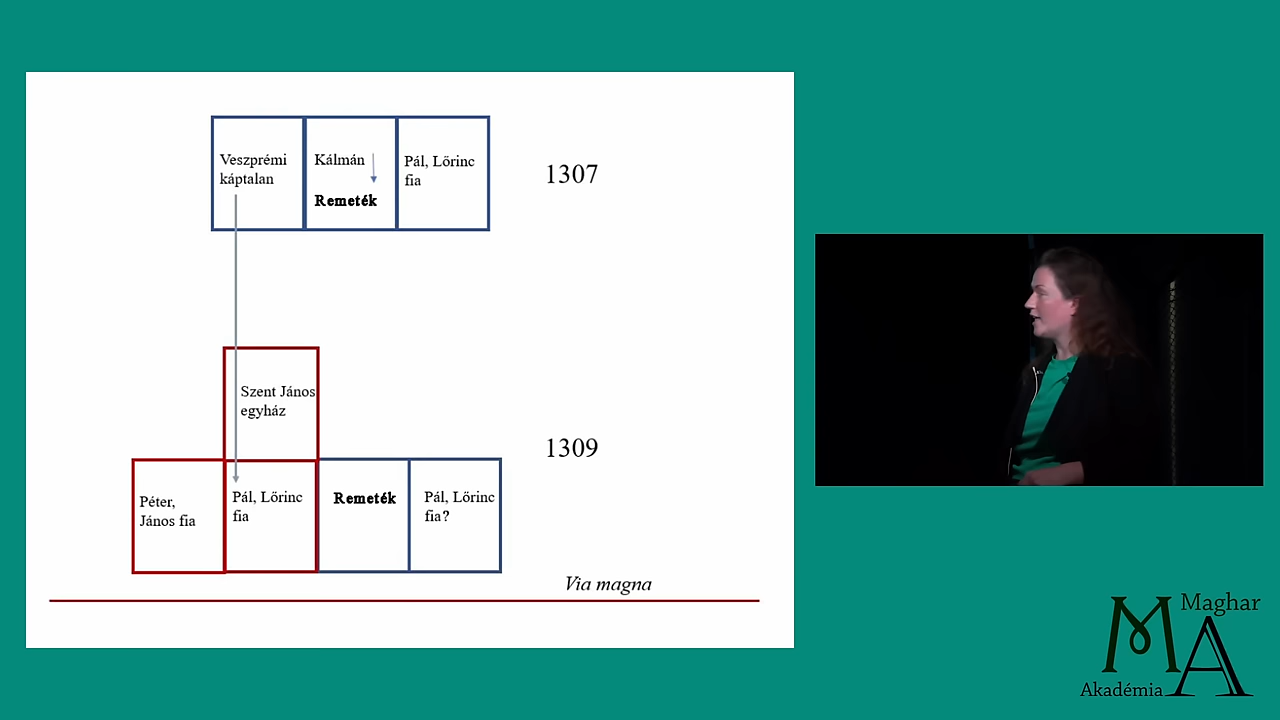 Veszprémi
káptalan
Kálmán
Remeték
Pál, Lőrinc
fia
1307
Szent János
egyház
1309
Péter,
János fia
Pál, Lőrinc
fia
Remeték
Pál, Lőrinc
fia?
Via magna
MA
Maghar
Akadémia